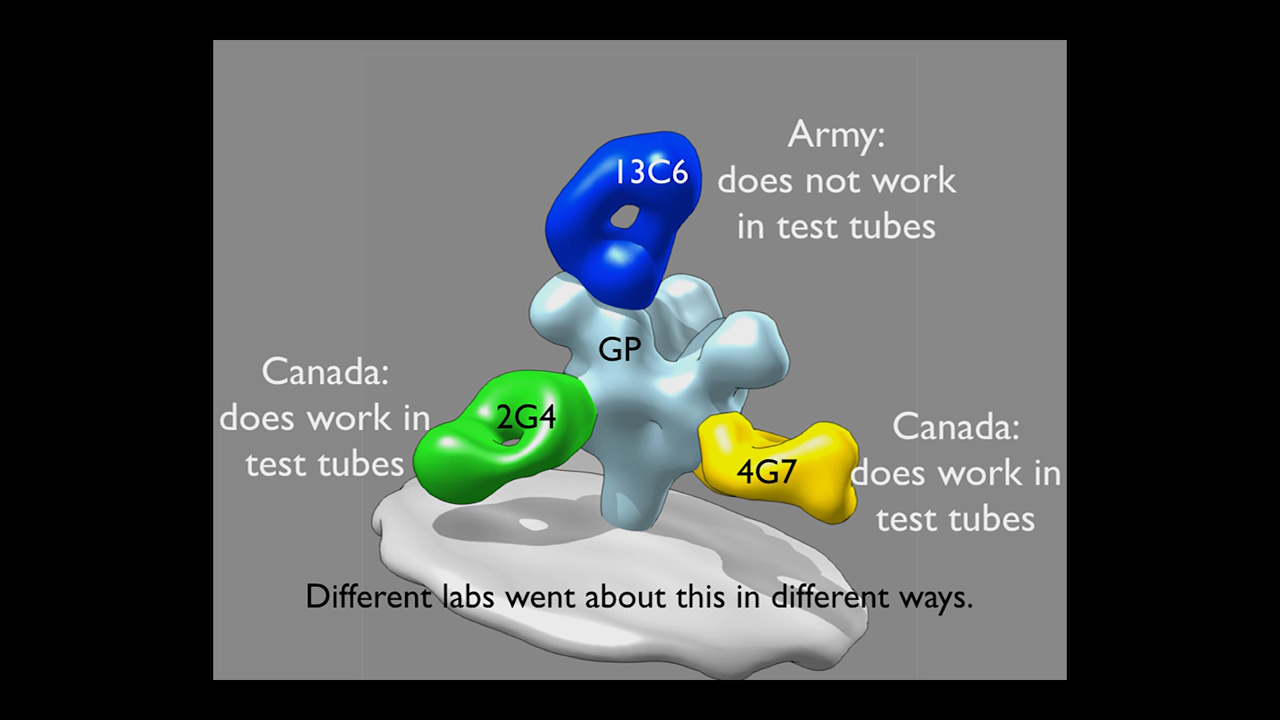 Army:
does not work
in test tubes
13C6
GP
Canada:
does work in
test tubes
2G4
4G7
Canada:
does work in
test tubes
Different labs went about this in different ways.